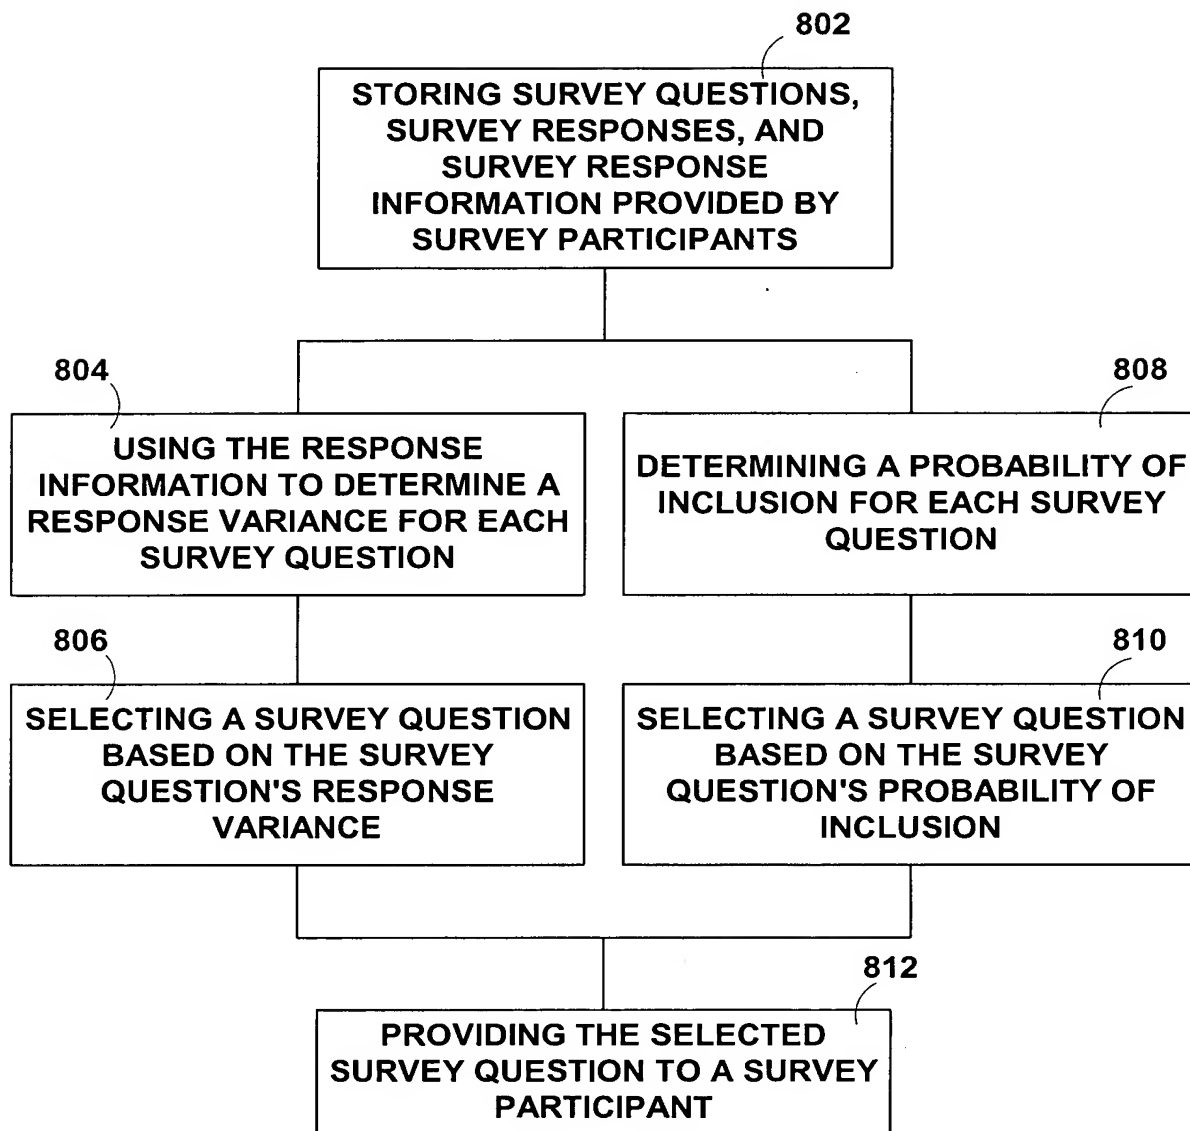 802
STORING SURVEY QUESTIONS,
SURVEY RESPONSES, AND
SURVEY RESPONSE
INFORMATION PROVIDED BY
SURVEY PARTICIPANTS
804
USING THE RESPONSE
INFORMATION TO DETERMINE A
RESPONSE VARIANCE FOR EACH
SURVEY QUESTION
808
DETERMINING A PROBABILITY OF
INCLUSION FOR EACH SURVEY
QUESTION
806
SELECTING A SURVEY QUESTION
BASED ON THE SURVEY
QUESTION'S RESPONSE
VARIANCE
810
SELECTING A SURVEY QUESTION
BASED ON THE SURVEY
QUESTION'S PROBABILITY OF
INCLUSION
812
PROVIDING THE SELECTED
SURVEY QUESTION TO A SURVEY
PARTICIPANT